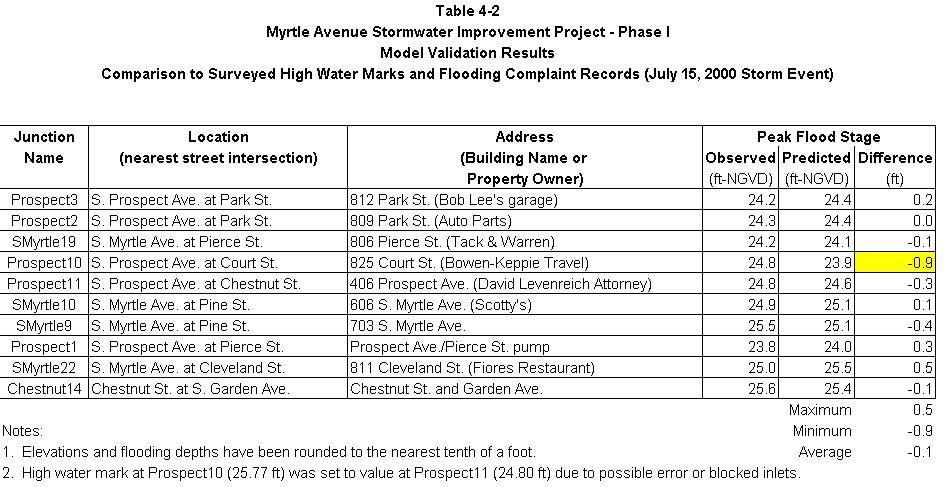 Table 4-2
Myrtle Avenue Stormwater Improvement Project - Phase I
Model Validation Results
Comparison to Surveyed High Water Marks and Flooding Complaint Records (July 15, 2000 Storm Event)
Junction Location Address Peak Flood Stage
Name (nearest street intersection) (Building Name or Observed Predicted Difference
Property Owner) (ft-NGVD) (ft-NGVD) (ft)
Prospect3 S. Prospect Ave. at Park St. 812 Park St. (Bob Lee's garage) 24.2 24.4 0.2
Prospect2 S. Prospect Ave. at Park St. 809 Park St. (Auto Parts) 24.3 24.4 0.0
SMyrtle19 S. Myrtle Ave. at Pierce St. 806 Pierce St. (Tack & Warren) 24.2 24.1 -0.1
Prospect10 S. Prospect Ave. at Court St. 825 Court St. (Bowen-Keppie Travel) 24.8 23.9 -0.9
Prospect11 S. Prospect Ave. at Chestnut St. 406 Prospect Ave. (David Levenreich Attorney) 24.8 24.6 -0.3
SMyrtle10 S. Myrtle Ave. at Pine St. 606 S. Myrtle Ave. (Scotty's) 24.9 25.1 0.1
SMyrtle9 S. Myrtle Ave. at Pine St. 703 S. Myrtle Ave. 25.5 25.1 -0.4
Prospect1 S. Prospect Ave. at Pierce St. Prospect Ave./Pierce St. pump 23.8 24.0 0.3
SMyrtle22 S. Myrtle Ave. at Cleveland St. 811 Cleveland St. (Fiores Restaurant) 25.0 25.5 0.5
Chestnut14 Chestnut St. at S. Garden Ave. Chestnut St. and Garden Ave. 25.6 25.4 -0.1
Maximum 0.5
Notes: Minimum -0.9
1. Elevations and flooding depths have been rounded to the nearest tenth of a foot. Average -0.1
2. High water mark at Prospect10 (25.77 ft) was set to value at Prospect11 (24.80 ft) due to possible error or blocked inlets.